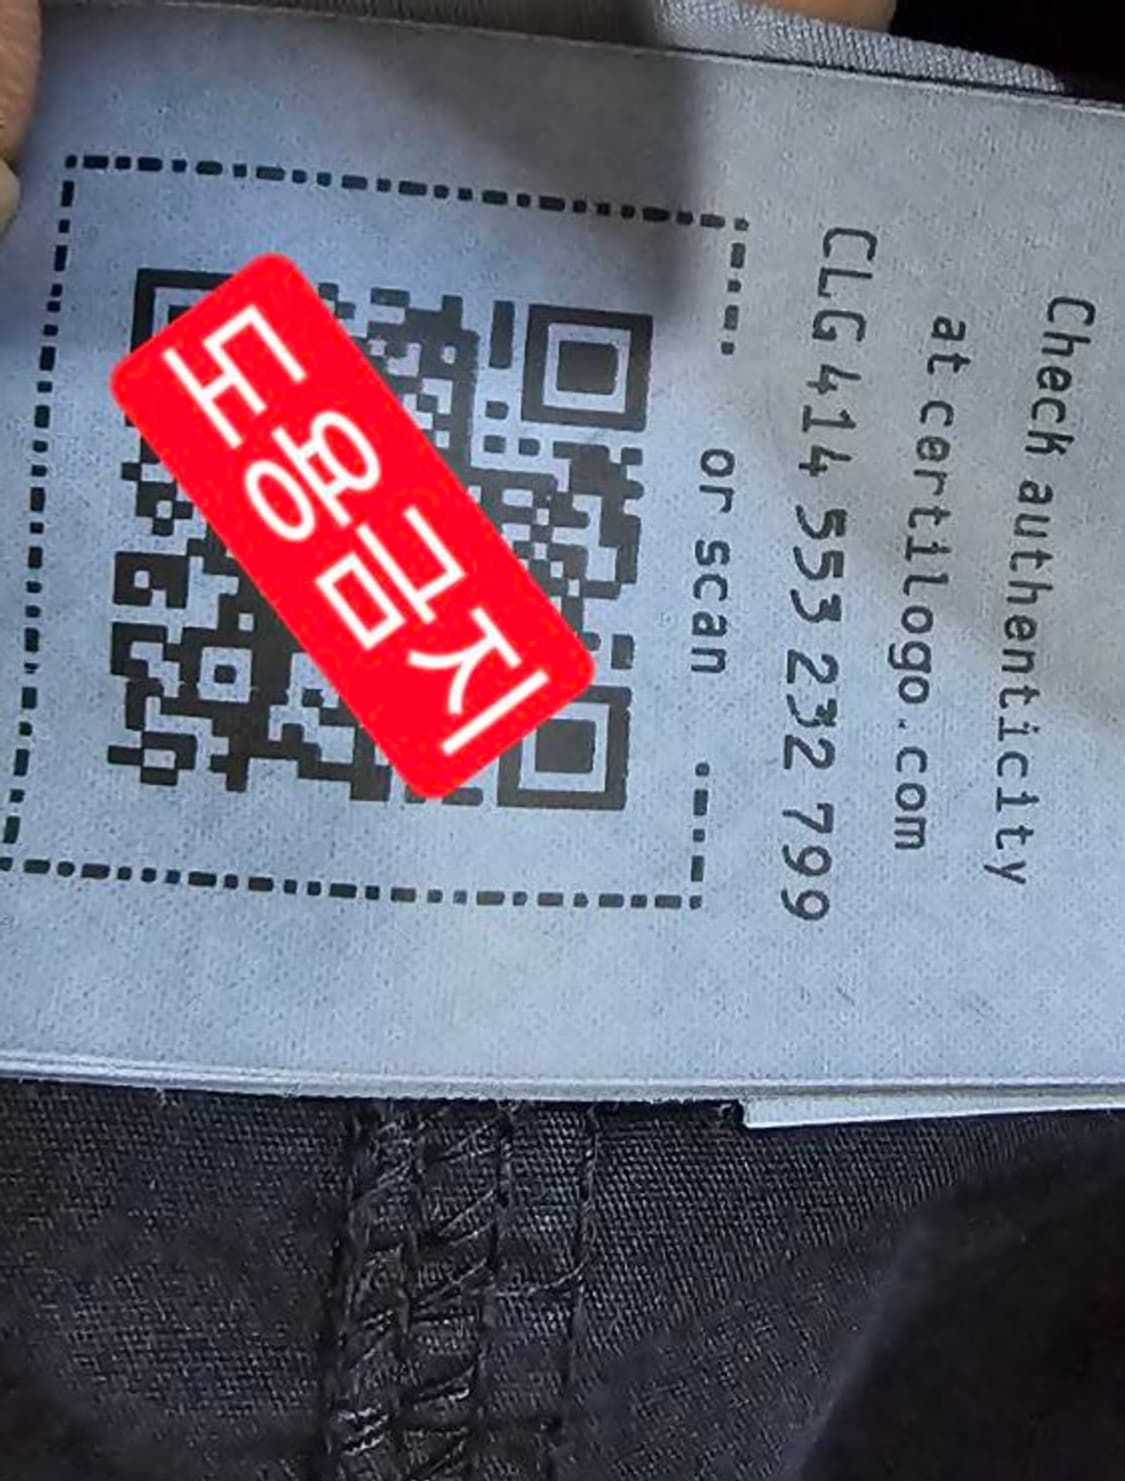 Check authenticity
at certilogo.com
CLG 414 553 232 799
or scan
도용금지